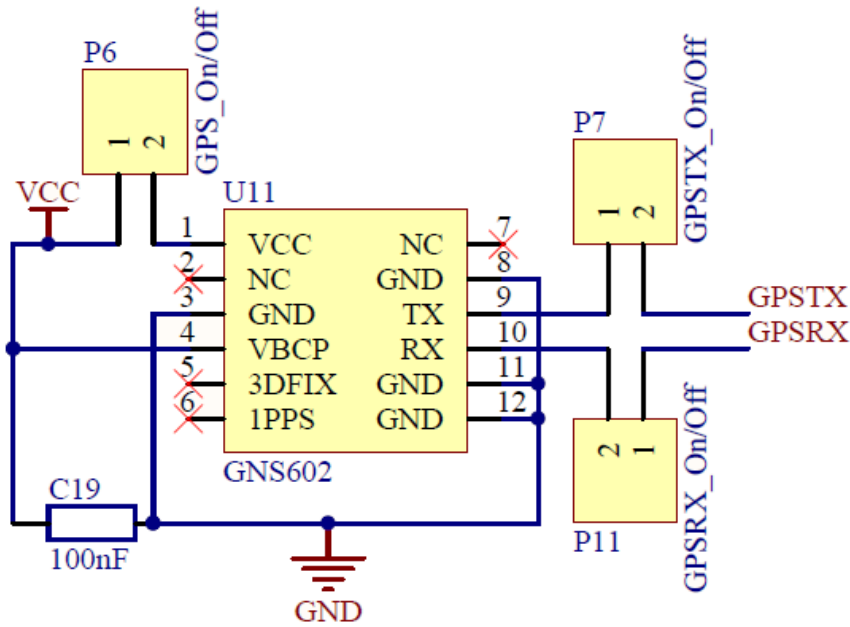 P6
1
2
GPS_On/Off
VCC
U11
1
VCC
2
NC
3
GND
4
VBCP
5
3DFIX
6
1PPS
NC
7
GND
8
TX
9
RX
10
GND
11
GND
12
GNS602
P7
1
2
GPSTX_On/Off
GPSTX
GPSRX
2
1
P11
GPSRX_On/Off
C19
100nF
GND